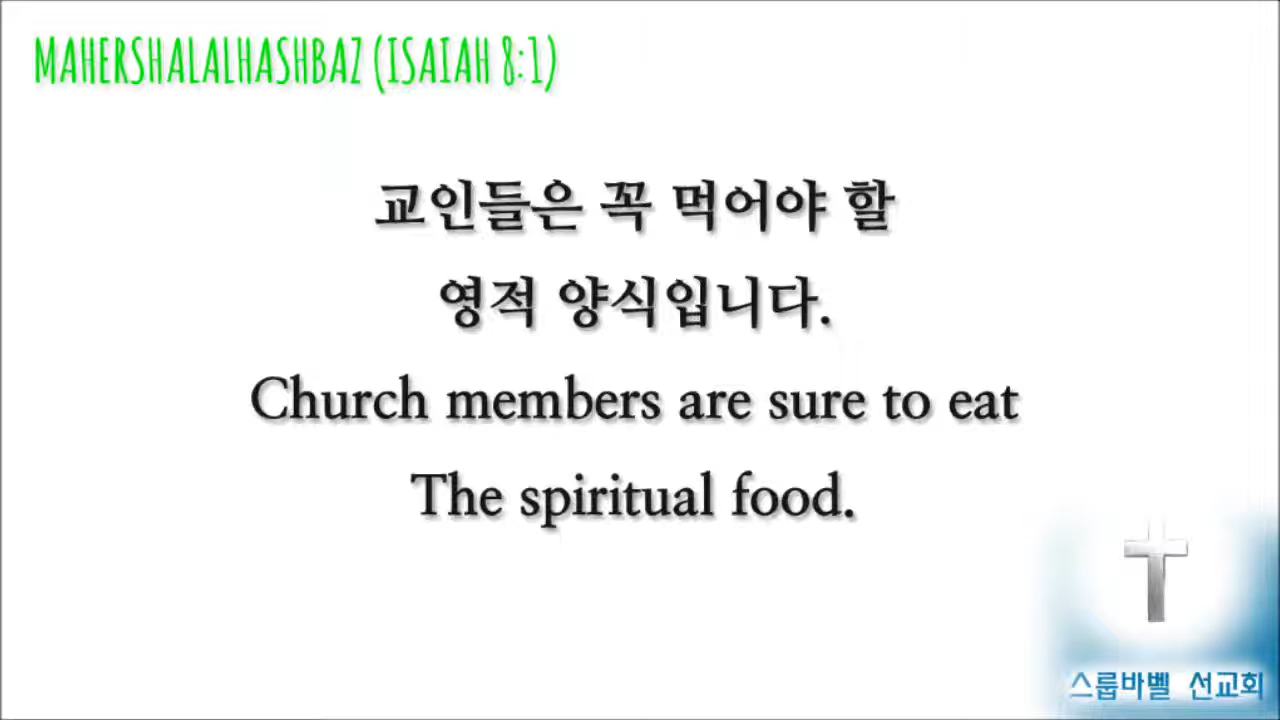 MAHERSHALALHASHBAZ (ISAIAH 8:1)
교인들은 꼭 먹어야 할
영적 양식입니다.
Church members are sure to eat
The spiritual food.
스룹바벨 선교회